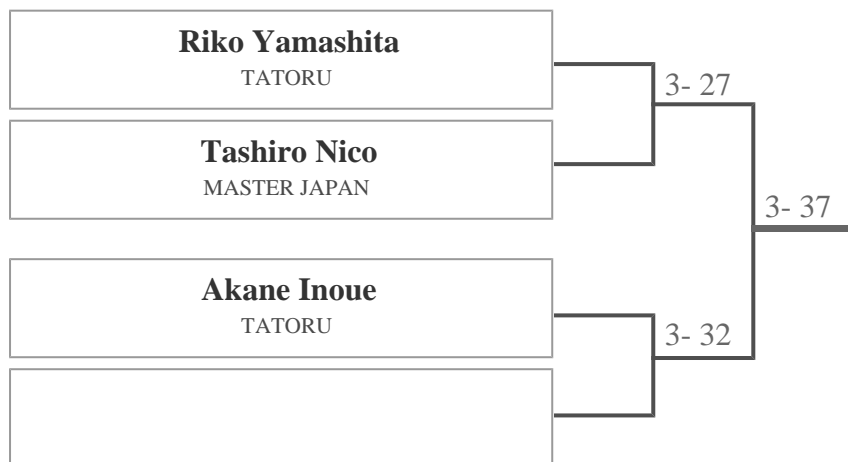 Riko Yamashita
TATORU
3- 27
Tashiro Nico
MASTER JAPAN
3- 37
Akane Inoue
TATORU
3- 32